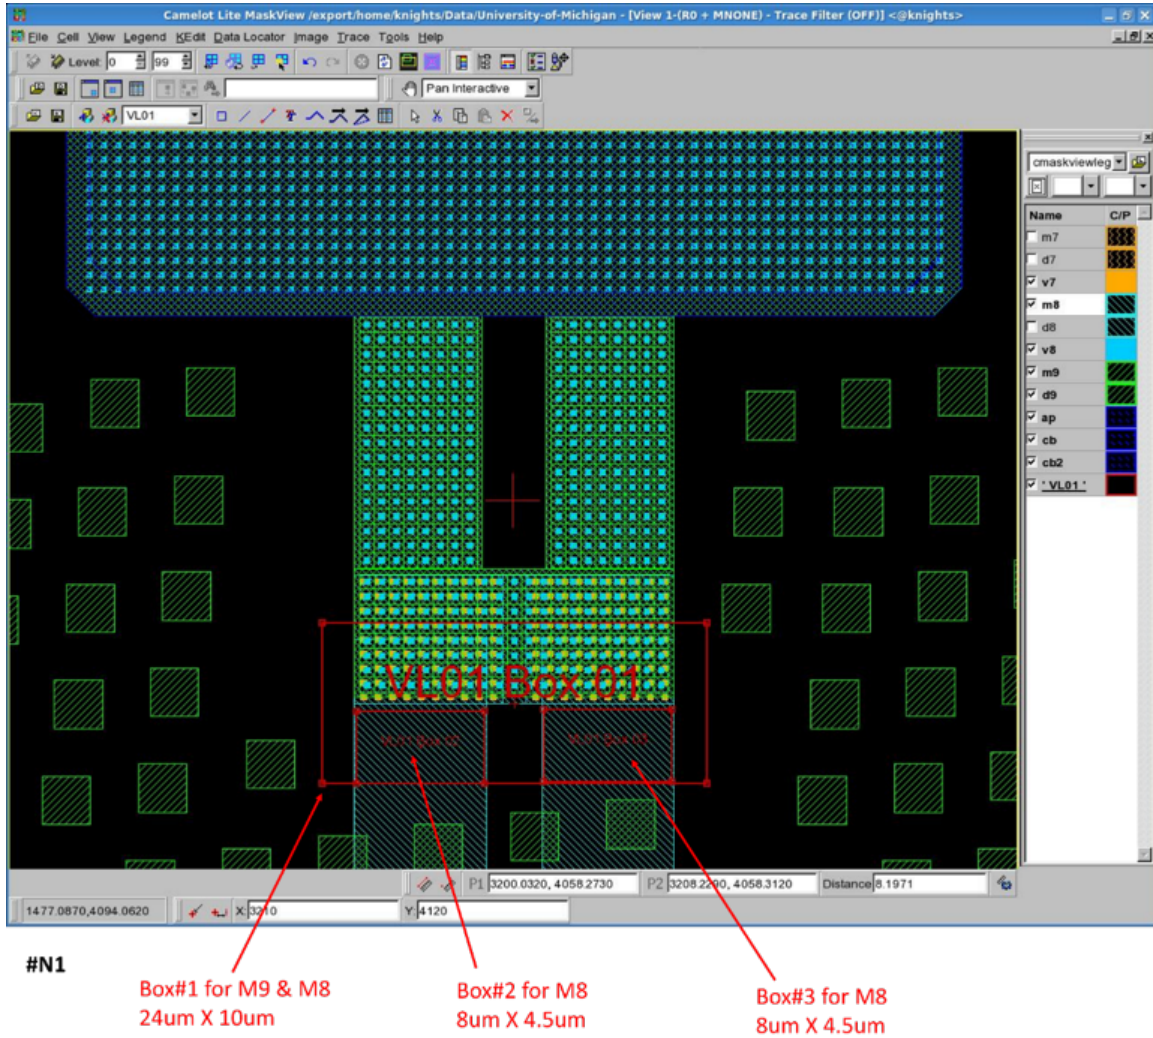 Camelot Lite MaskView /export/home/knights/Data/University-of-Michigan - [View 1-(R0 + MNONE) - Trace Filter (OFF)] <@knights>
File Cell View Legend KEdit Data Locator Image Trace Tools Help
Level: 0 99
Pan Interactive
VL01
cmaskviewleg
Name C/P
m7
d7
v7
m8
d8
v8
m9
d9
ap
cb
cb2
' VL01 '
VL01 Box 01
P1 3200.0320, 4058.2730 P2 3208.2290, 4058.3120 Distance 8.1971
1477.0870,4094.0620 X: 3210 Y: 4120
#N1
Box#1 for M9 & M8
24um X 10um
Box#2 for M8
8um X 4.5um
Box#3 for M8
8um X 4.5um